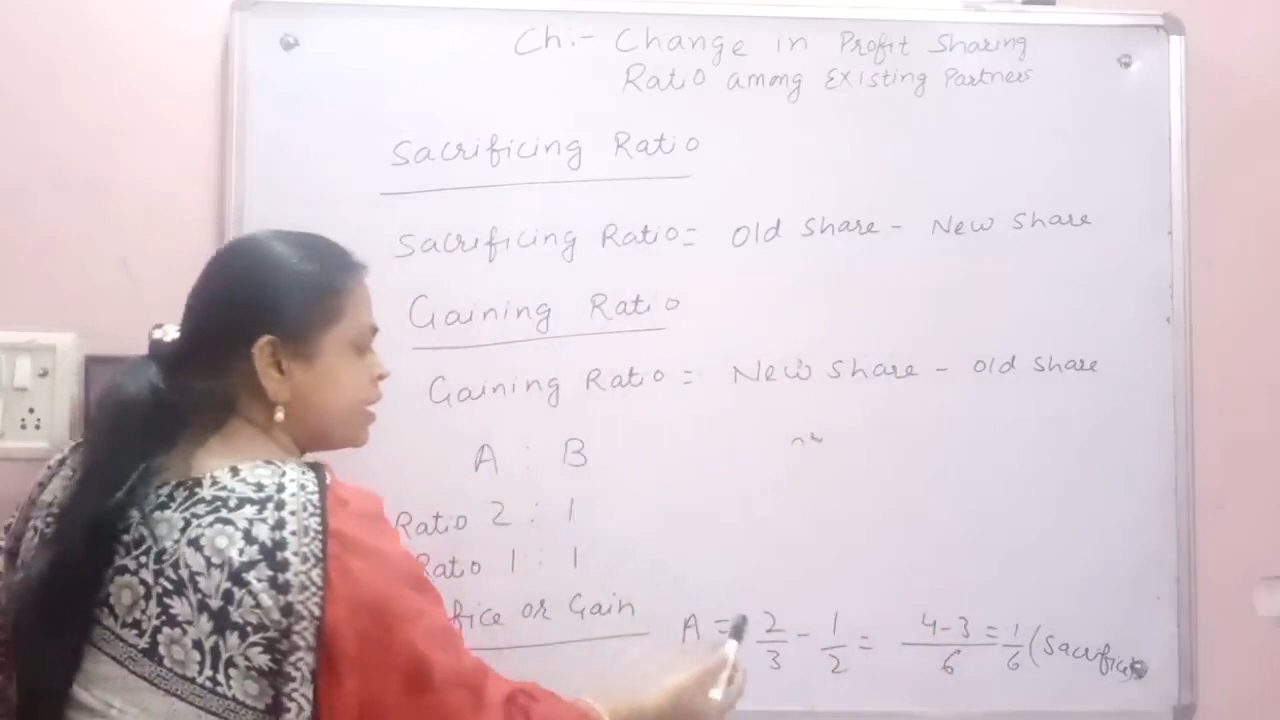 Ch:- Change in Profit Sharing
Ratio among Existing Partners
Sacrificing Ratio
Sacrificing Ratio = Old Share - New Share
Gaining Ratio
Gaining Ratio = New Share - Old Share
A : B
Ratio 2 : 1
Ratio 1 : 1
fice or Gain
A = 2/3 - 1/2 = 4-3/6 = 1/6 (Sacrifice)